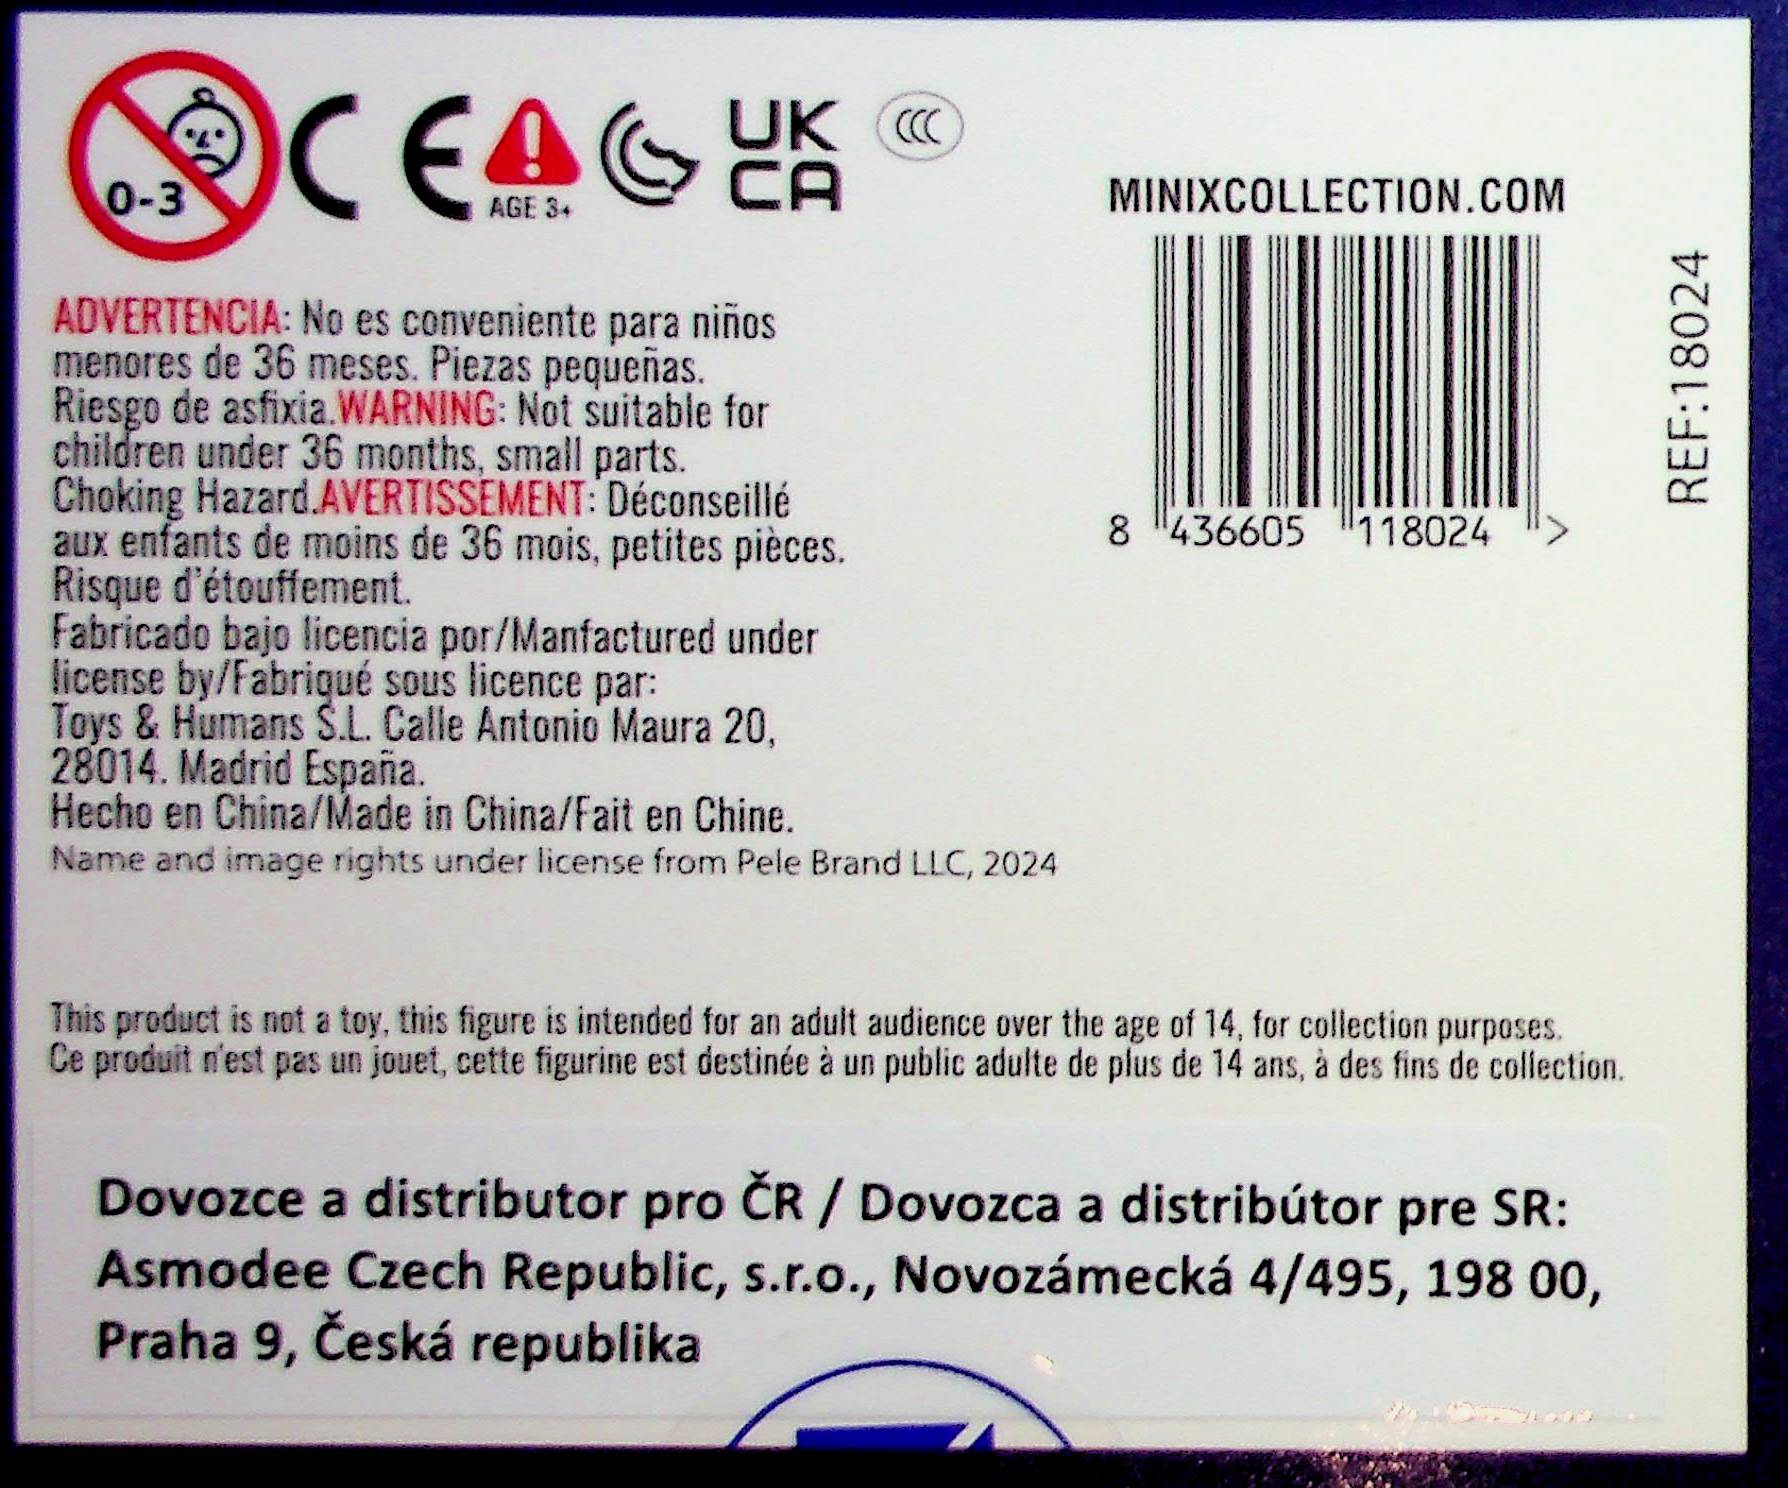 0-3
CE
AGE 3+
UK
CA
CCC
MINIXCOLLECTION.COM
8 436605 118024 >
REF:18024
ADVERTENCIA: No es conveniente para niños
menores de 36 meses. Piezas pequeñas.
Riesgo de asfixia.WARNING: Not suitable for
children under 36 months, small parts.
Choking Hazard.AVERTISSEMENT: Déconseillé
aux enfants de moins de 36 mois, petites pièces.
Risque d'étouffement.
Fabricado bajo licencia por/Manfactured under
license by/Fabriqué sous licence par:
Toys & Humans S.L. Calle Antonio Maura 20,
28014. Madrid España.
Hecho en China/Made in China/Fait en Chine.
Name and image rights under license from Pele Brand LLC, 2024
This product is not a toy, this figure is intended for an adult audience over the age of 14, for collection purposes.
Ce produit n'est pas un jouet, cette figurine est destinée à un public adulte de plus de 14 ans, à des fins de collection.
Dovozce a distributor pro ČR / Dovozca a distribútor pre SR:
Asmodee Czech Republic, s.r.o., Novozámecká 4/495, 198 00,
Praha 9, Česká republika